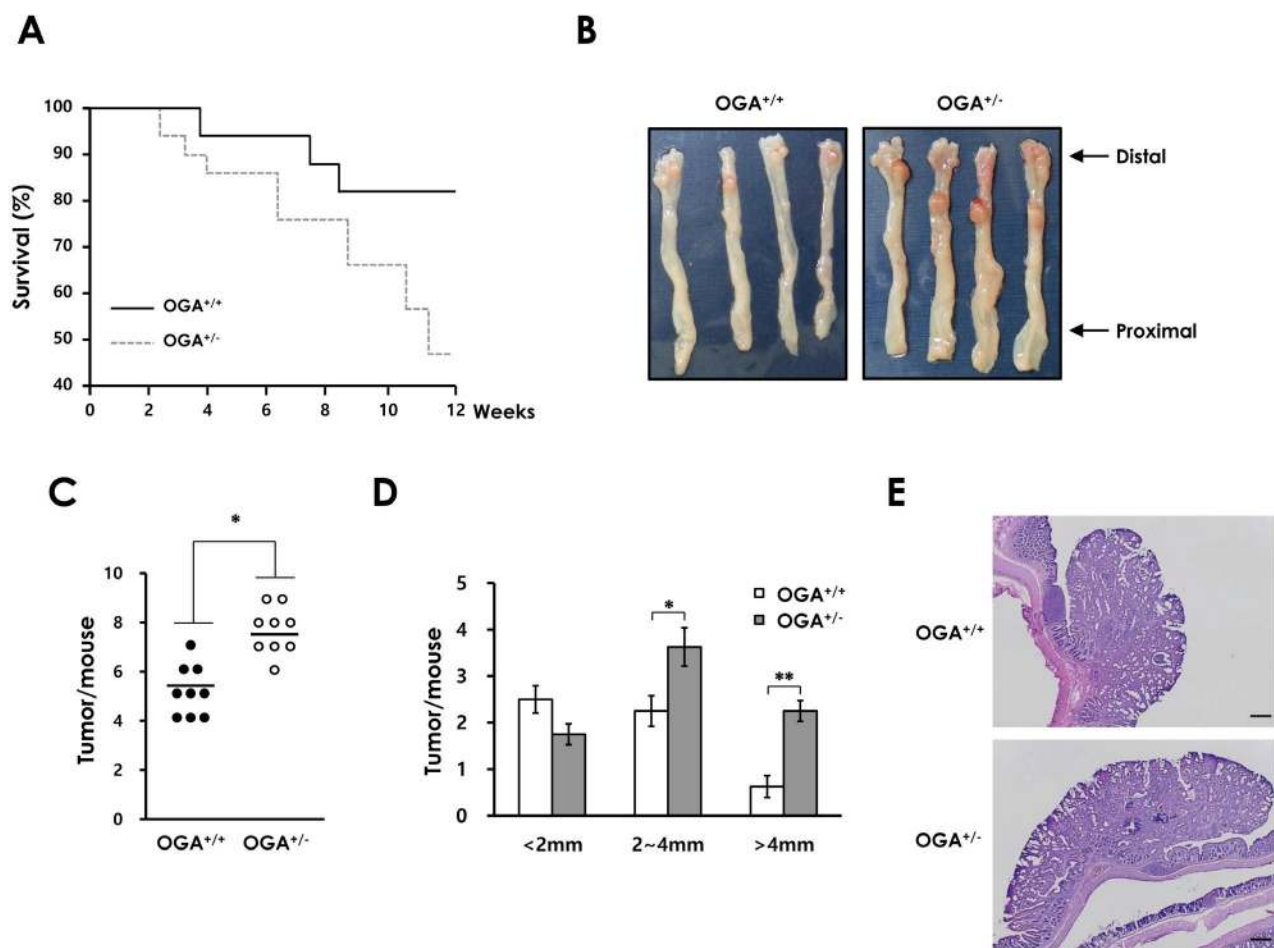 A
B
OGA+/+
OGA+/-
Distal
Proximal
Survival (%)
100
90
80
70
60
50
40
OGA+/+
OGA+/-
0 2 4 6 8 10 12 Weeks
C
D
E
*
Tumor/mouse
10
8
6
4
2
0
OGA+/+ OGA+/-
Tumor/mouse
5
4
3
2
1
0
OGA+/+
OGA+/-
*
**
<2mm 2~4mm >4mm
OGA+/+
OGA+/-